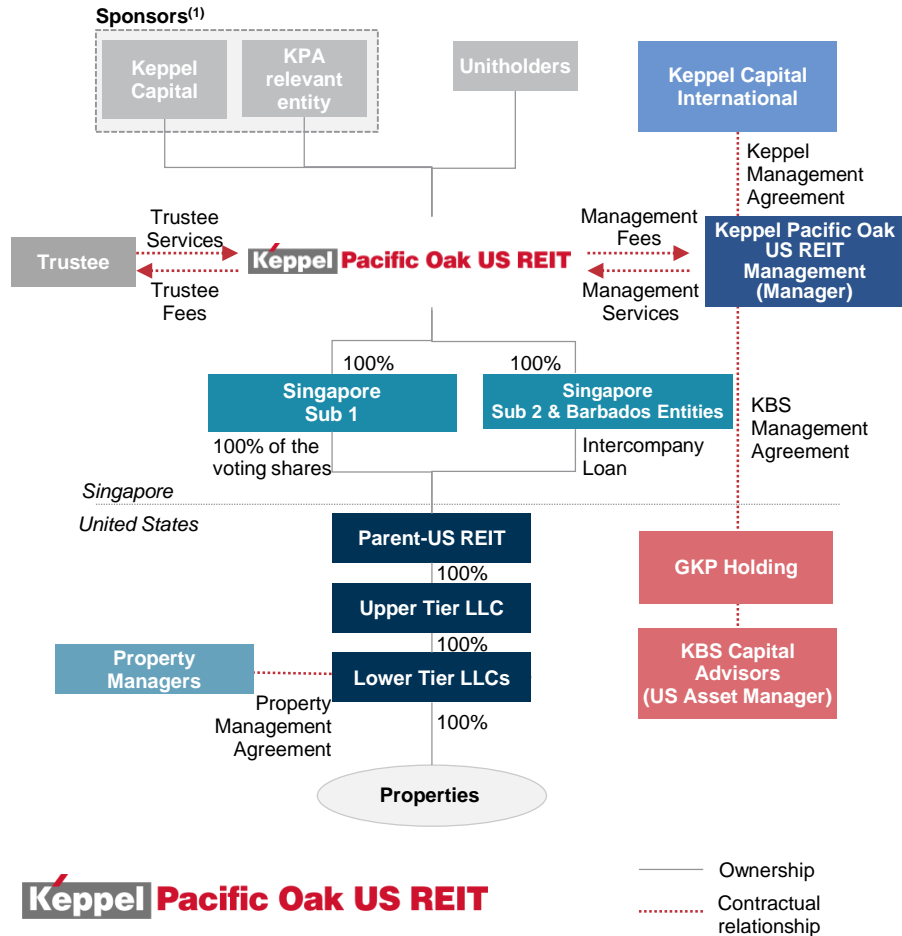 Sponsors(1)
Keppel
Capital
KPA
relevant
entity
Unitholders
Keppel Capital
International
Keppel
Management
Agreement
Trustee
Trustee
Services
Trustee
Fees
Keppel Pacific Oak US REIT
Management
Fees
Management
Services
Keppel Pacific Oak
US REIT
Management
(Manager)
100%
100%
Singapore
Sub 1
Singapore
Sub 2 & Barbados Entities
KBS
Management
Agreement
100% of the
voting shares
Intercompany
Loan
Singapore
United States
Parent-US REIT
GKP Holding
100%
Upper Tier LLC
100%
Property
Managers
Lower Tier LLCs
KBS Capital
Advisors
(US Asset Manager)
Property
Management
Agreement
100%
Properties
Keppel Pacific Oak US REIT
Ownership
Contractual
relationship